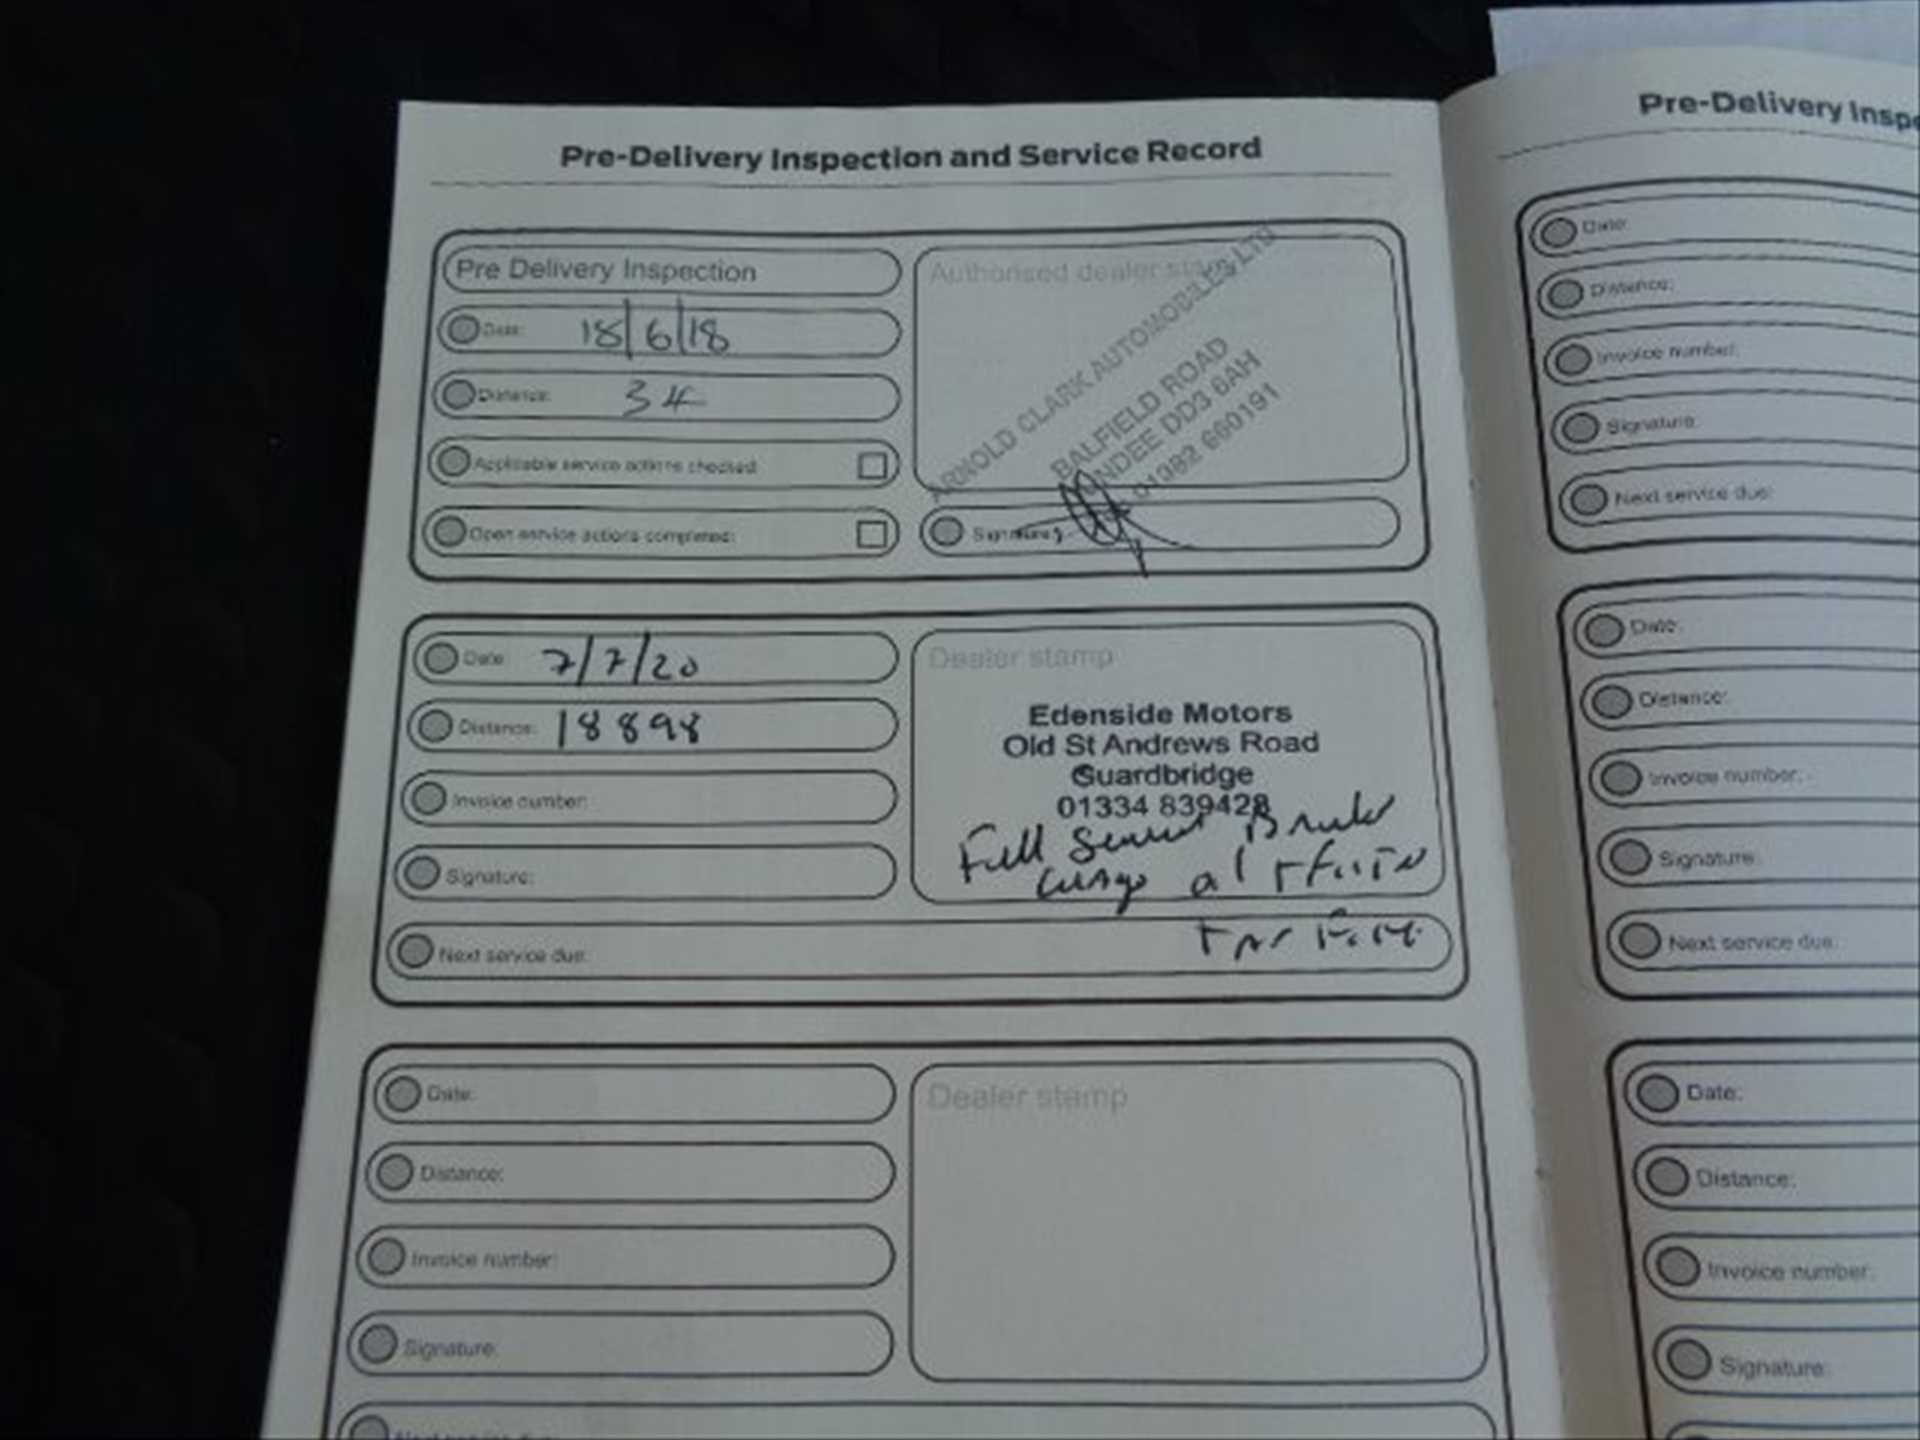 Pre-Delivery Inspection and Service Record
Pre Delivery Inspection
Date: 18/6/18
Distance: 34
Applicable service actions checked:
Open service actions completed:
Authorised dealer stamp
ARNOLD CLARK AUTOMOBILES LTD
BALFIELD ROAD
DUNDEE DD3 6AH
01382 660191
Signature:
Date: 7/7/20
Distance: 18898
Invoice number:
Signature:
Next service due:
Dealer stamp
Edenside Motors
Old St Andrews Road
Guardbridge
01334 839428
Full
Date:
Distance:
Invoice number:
Signature:
Next service due:
Dealer stamp
Pre-Delivery Inspe
Date:
Distance:
Invoice number:
Signature:
Next service due:
Date:
Distance:
Invoice number:
Signature:
Next service due:
Date:
Distance:
Invoice number:
Signature: